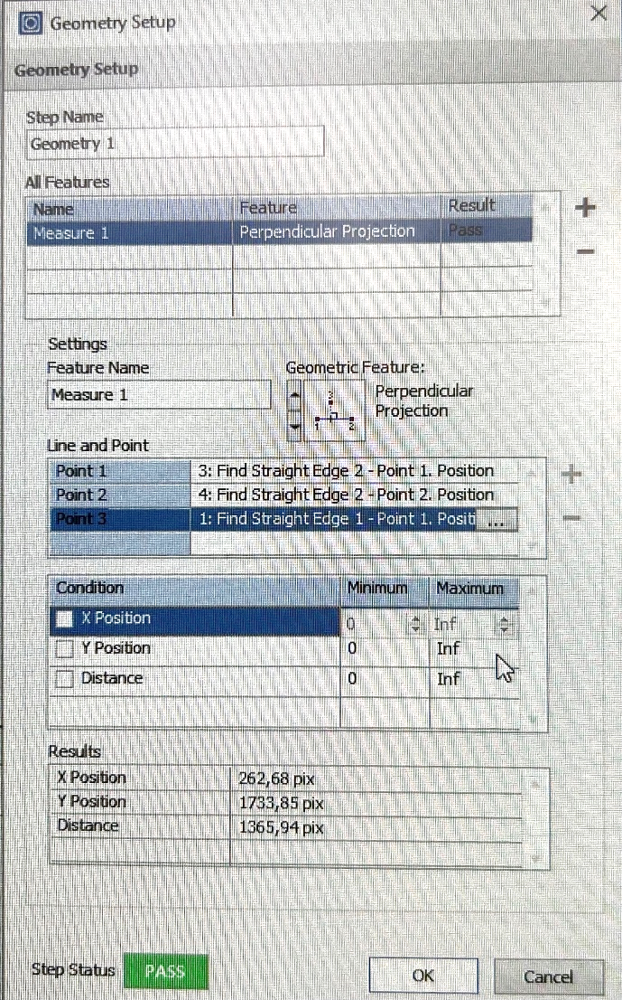 Geometry Setup
Geometry Setup
Step Name
Geometry 1
All Features
Name Feature Result
Measure 1 Perpendicular Projection Pass
Settings
Feature Name Geometric Feature:
Measure 1 3 1 2 Perpendicular
Projection
Line and Point
Point 1 3: Find Straight Edge 2 - Point 1. Position
Point 2 4: Find Straight Edge 2 - Point 2. Position
Point 3 1: Find Straight Edge 1 - Point 1. Positi ...
Condition Minimum Maximum
X Position 0 Inf
Y Position 0 Inf
Distance 0 Inf
Results
X Position 262,68 pix
Y Position 1733,85 pix
Distance 1365,94 pix
Step Status PASS OK Cancel